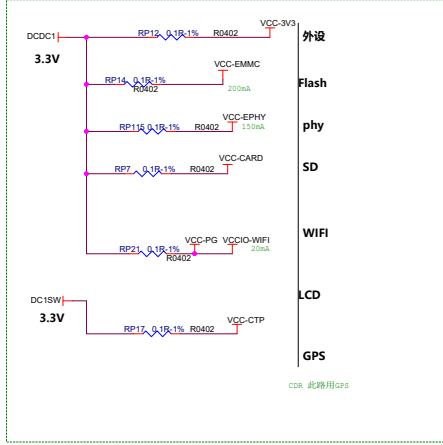 VCC-3V3
DCDC1
RP12 0.1R-1% R0402
外设
3.3V
VCC-EMMC
RP14 0.1R-1%
R0402
200mA
Flash
VCC-EPHY
RP115 0.1R-1% R0402
150mA
phy
VCC-CARD
RP7 0.1R-1% R0402
SD
WIFI
VCC-PG VCCIO-WIFI
RP21 0.1R-1%
R0402
20mA
LCD
DC1SW
3.3V
VCC-CTP
RP17 0.1R-1% R0402
GPS
CDR 此路用GPS